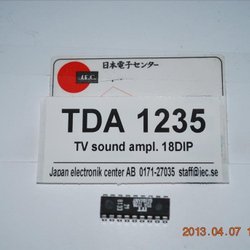 日本電子センター
J.E.C.
TDA 1235
TV sound ampl. 18DIP
Japan electronik center AB 0171-27035 staff@jec.se
2013.04.07 1